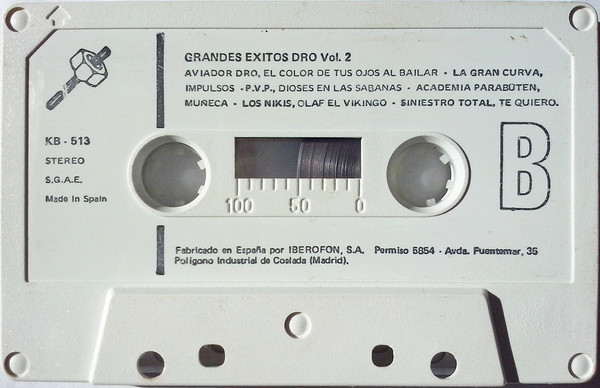 GRANDES EXITOS DRO Vol. 2
AVIADOR DRO, EL COLOR DE TUS OJOS AL BAILAR - LA GRAN CURVA,
IMPULSOS - P.V.P., DIOSES EN LAS SABANAS - ACADEMIA PARABÜTEN,
MUÑECA - LOS NIKIS, OLAF EL VIKINGO - SINIESTRO TOTAL, TE QUIERO.
KB - 513
STEREO
S.G.A.E.
Made in Spain
B
100 50 0
Fabricado en España por IBEROFON, S.A. Permiso 5854 - Avda. Fuentemar, 35
Polígono Industrial de Coslada (Madrid).